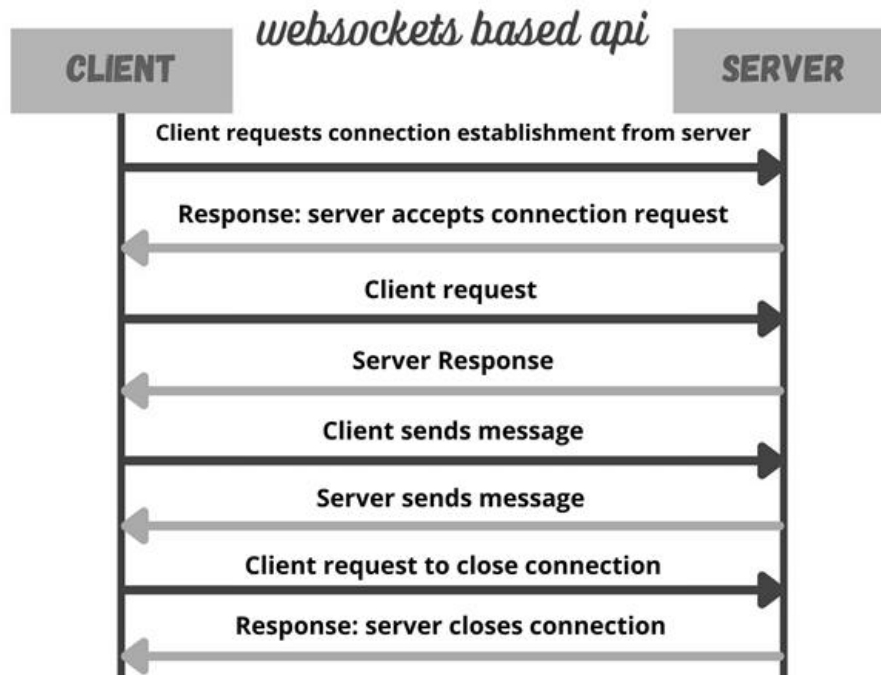 websockets based api
CLIENT
SERVER
Client requests connection establishment from server
Response: server accepts connection request
Client request
Server Response
Client sends message
Server sends message
Client request to close connection
Response: server closes connection